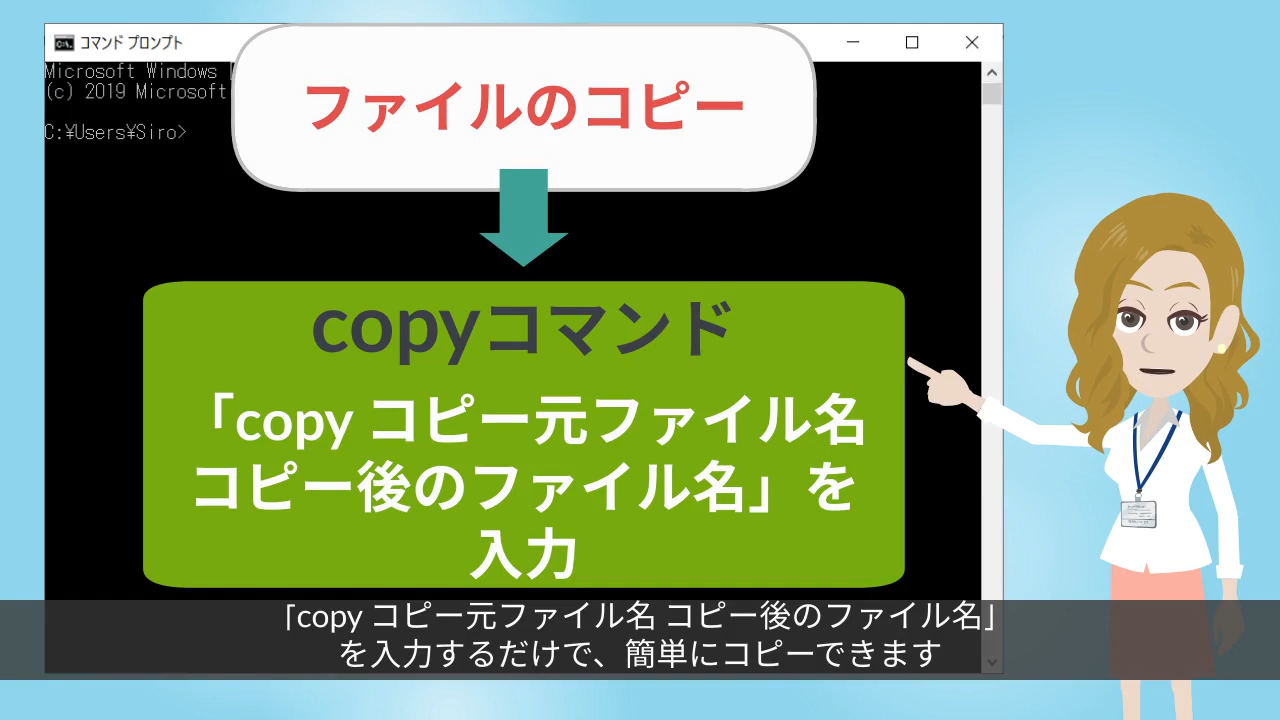 コマンド プロンプト
Microsoft Windows
(c) 2019 Microsoft
C:¥Users¥Siro>
ファイルのコピー
copyコマンド
「copy コピー元ファイル名
コピー後のファイル名」を
入力
「copy コピー元ファイル名 コピー後のファイル名」
を入力するだけで、簡単にコピーできます